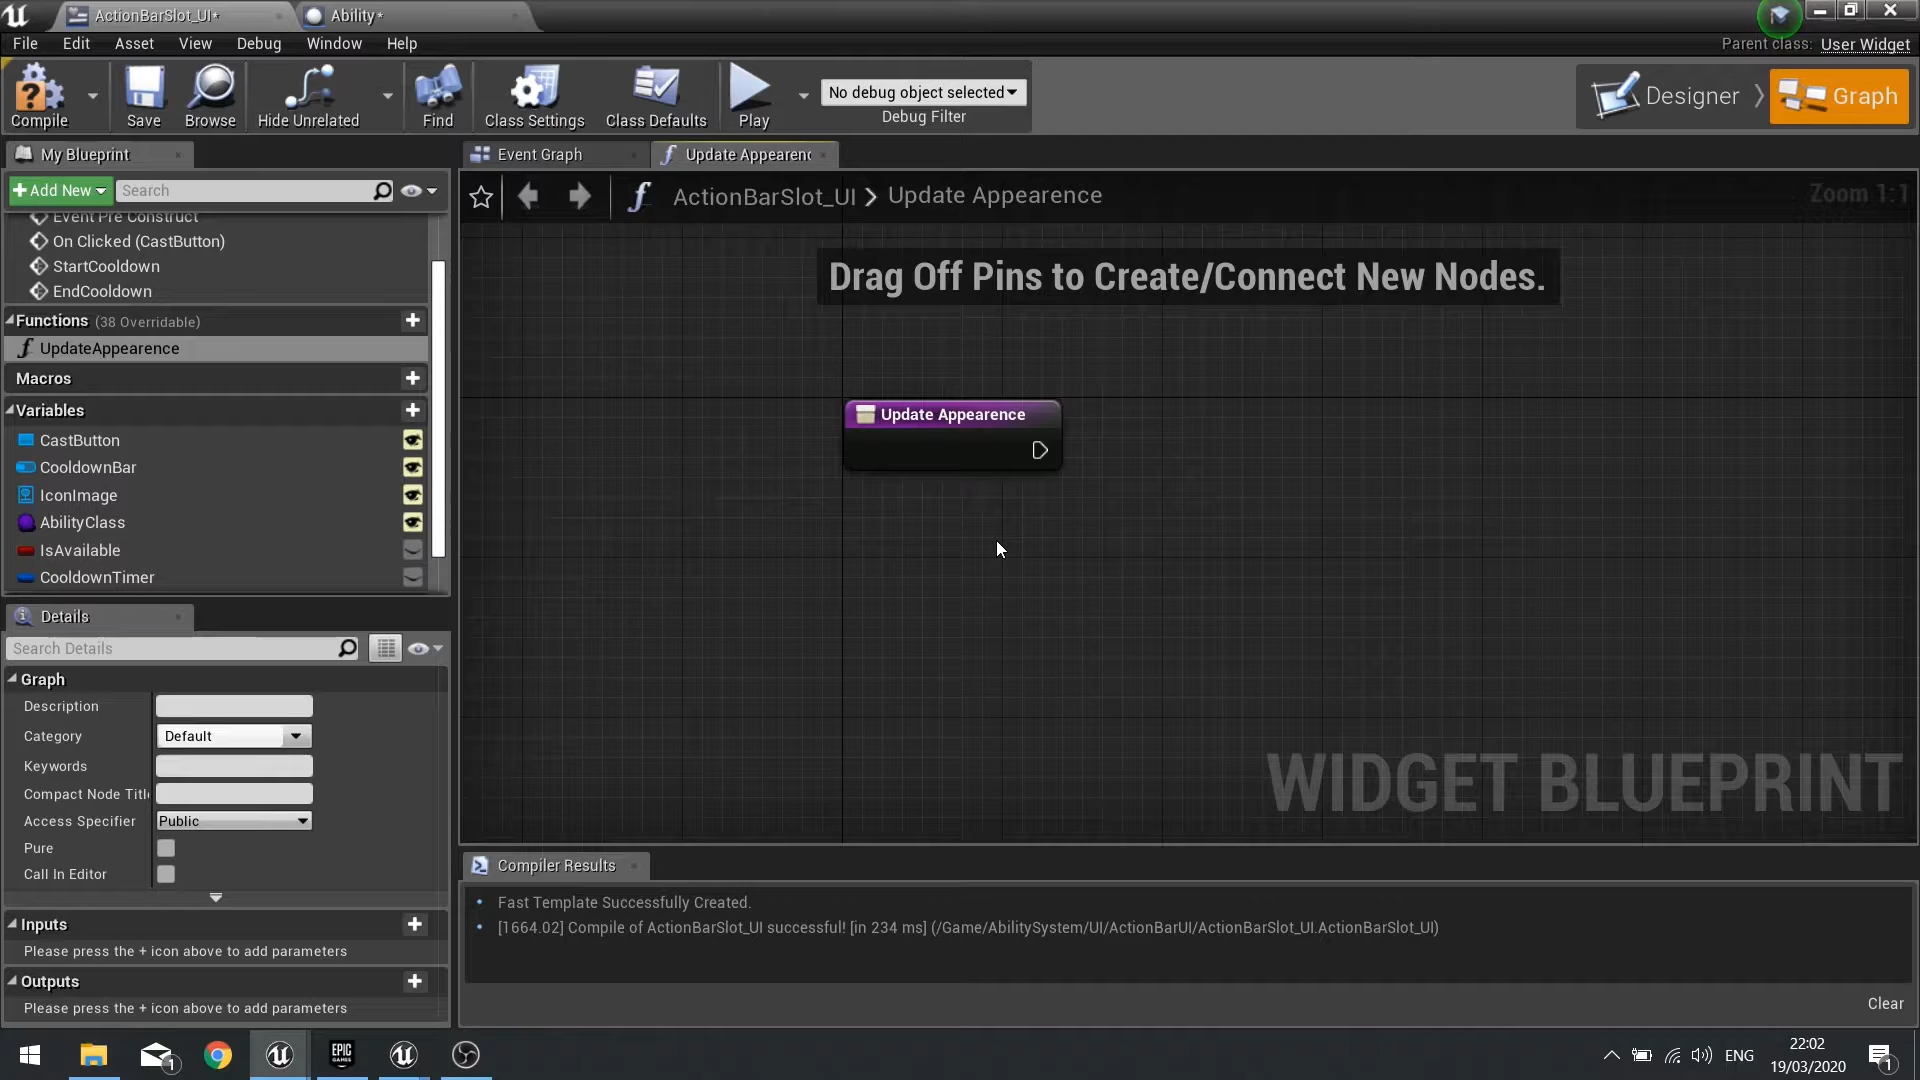 ActionBarSlot_UI*
Ability*
File Edit Asset View Debug Window Help
Parent class: User Widget
Compile
Save
Browse
Hide Unrelated
Find
Class Settings
Class Defaults
Play
No debug object selected
Debug Filter
Designer
Graph
My Blueprint
Event Graph
Update Appearenc
Add New
Search
ActionBarSlot_UI > Update Appearence
Zoom 1:1
Event Pre Construct
On Clicked (CastButton)
StartCooldown
EndCooldown
Functions (38 Overridable)
UpdateAppearence
Macros
Variables
CastButton
CooldownBar
IconImage
AbilityClass
IsAvailable
CooldownTimer
Drag Off Pins to Create/Connect New Nodes.
Update Appearence
WIDGET BLUEPRINT
Details
Search Details
Graph
Description
Category Default
Keywords
Compact Node Titl
Access Specifier Public
Pure
Call In Editor
Inputs
Please press the + icon above to add parameters
Outputs
Please press the + icon above to add parameters
Compiler Results
Fast Template Successfully Created.
[1664.02] Compile of ActionBarSlot_UI successful! [in 234 ms] (/Game/AbilitySystem/UI/ActionBarUI/ActionBarSlot_UI.ActionBarSlot_UI)
Clear
1
EPIC
GAMES
ENG
22:02
19/03/2020
1